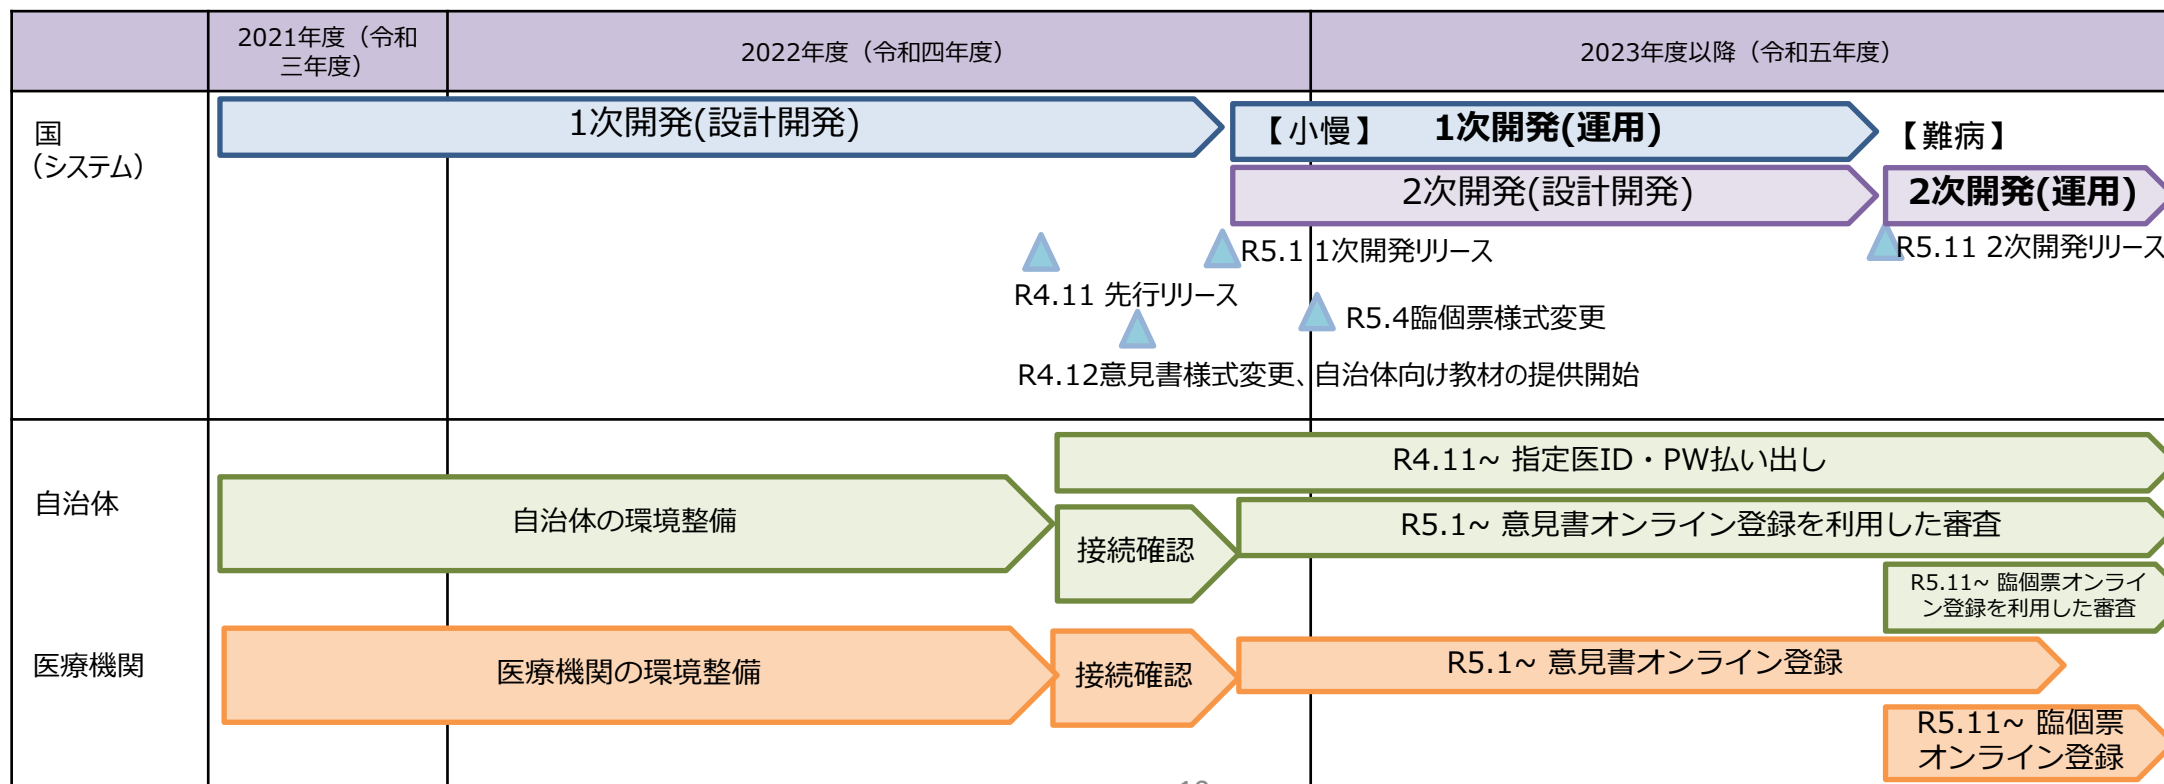 2021年度（令和
三年度）
2022年度（令和四年度）
2023年度以降（令和五年度）
国
（システム）
1次開発(設計開発)
【小慢】 1次開発(運用)
【難病】
2次開発(設計開発)
2次開発(運用)
R5.1 1次開発リリース
R5.11 2次開発リリース
R4.11 先行リリース
R5.4臨個票様式変更
R4.12意見書様式変更、自治体向け教材の提供開始
自治体
R4.11~ 指定医ID・PW払い出し
自治体の環境整備
接続確認
R5.1~ 意見書オンライン登録を利用した審査
R5.11~ 臨個票オンライ
ン登録を利用した審査
医療機関
医療機関の環境整備
接続確認
R5.1~ 意見書オンライン登録
R5.11~ 臨個票
オンライン登録